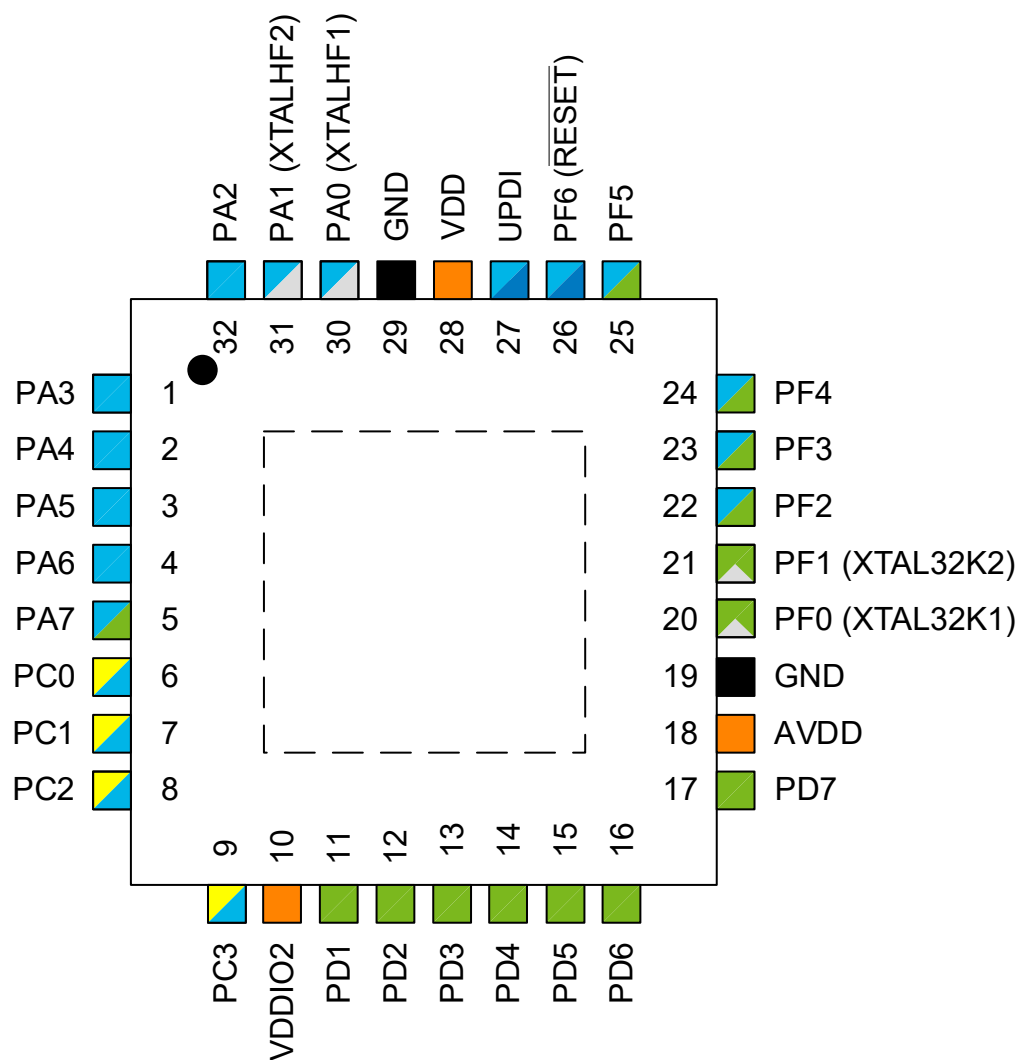 PA2
PA1 (XTALHF2)
PA0 (XTALHF1)
GND
VDD
UPDI
PF6 (RESET)
PF5
32
31
30
29
28
27
26
25
PA3 1
PA4 2
PA5 3
PA6 4
PA7 5
PC0 6
PC1 7
PC2 8
24 PF4
23 PF3
22 PF2
21 PF1 (XTAL32K2)
20 PF0 (XTAL32K1)
19 GND
18 AVDD
17 PD7
9
10
11
12
13
14
15
16
PC3
VDDIO2
PD1
PD2
PD3
PD4
PD5
PD6